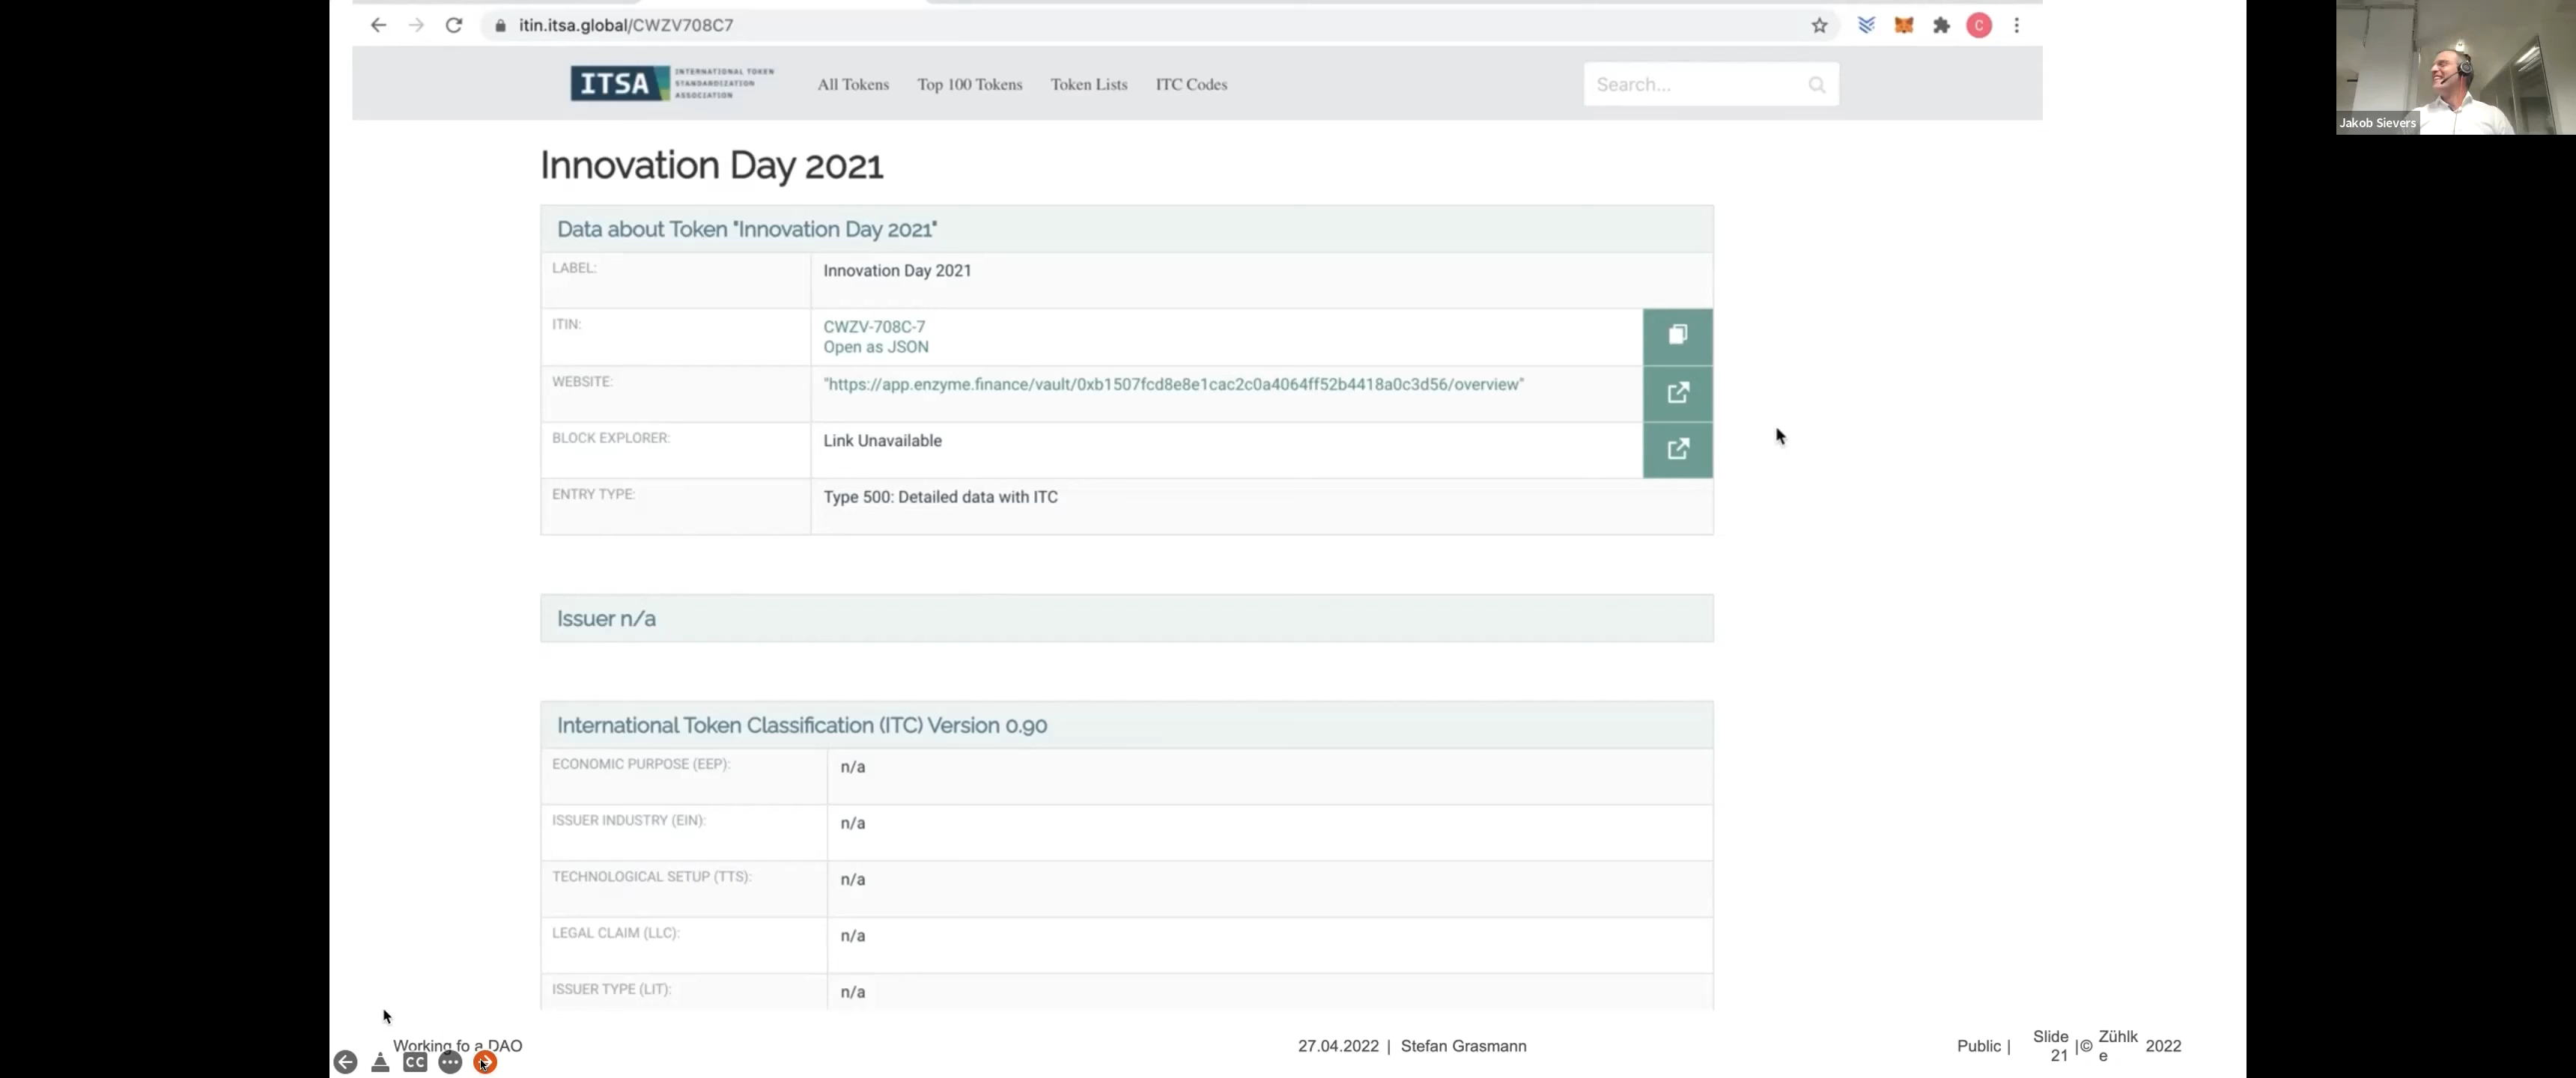 itin.itsa.global/CWZV708C7
C
ITSA
INTERNATIONAL TOKEN
STANDARDIZATION
ASSOCIATION
All Tokens
Top 100 Tokens
Token Lists
ITC Codes
Search...
Jakob Sievers
Innovation Day 2021
Data about Token "Innovation Day 2021"
LABEL:
Innovation Day 2021
ITIN:
CWZV-708C-7
Open as JSON
WEBSITE:
"https://app.enzyme.finance/vault/0xb1507fcd8e8e1cac2c0a4064ff52b4418a0c3d56/overview"
BLOCK EXPLORER:
Link Unavailable
ENTRY TYPE:
Type 500: Detailed data with ITC
Issuer n/a
International Token Classification (ITC) Version 0.90
ECONOMIC PURPOSE (EEP):
n/a
ISSUER INDUSTRY (EIN):
n/a
TECHNOLOGICAL SETUP (TTS):
n/a
LEGAL CLAIM (LLC):
n/a
ISSUER TYPE (LIT):
n/a
Working fo a DAO
CC
27.04.2022 | Stefan Grasmann
Public |
Slide
21
|©
Zühlk
e
2022